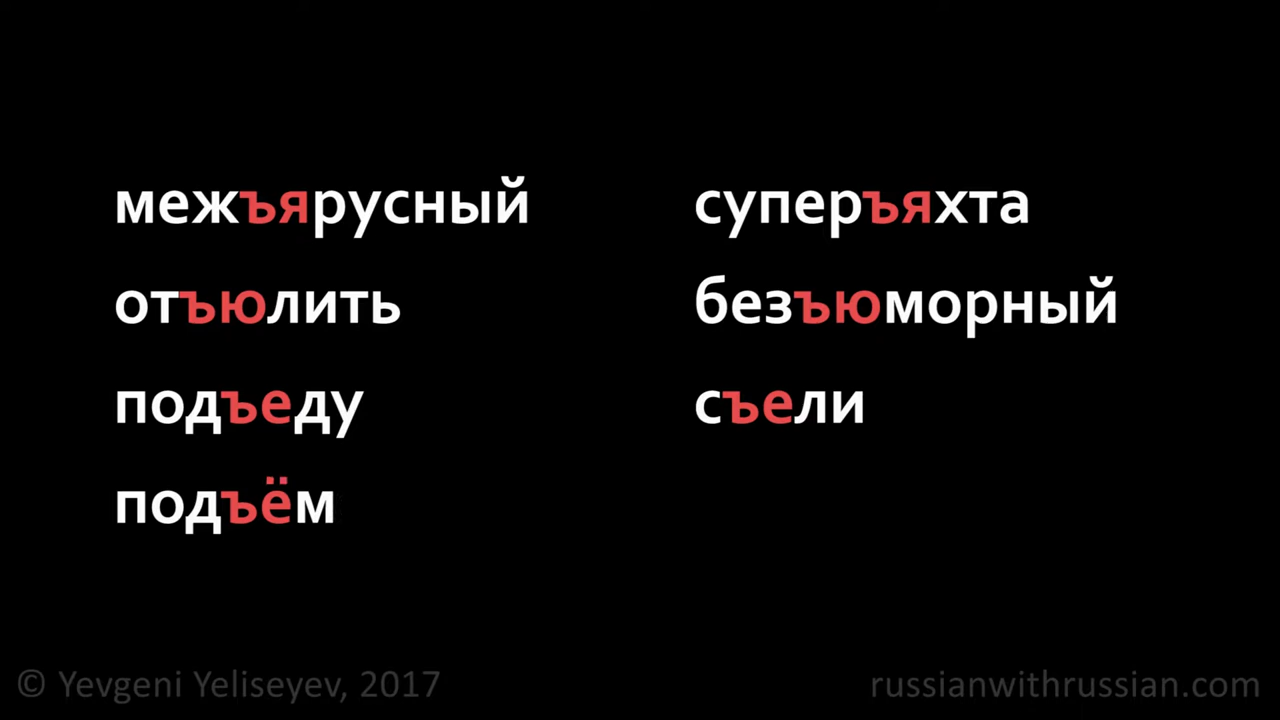 межъярусный
отъюлить
подъеду
подъём
суперъяхта
безъюморный
съели
© Yevgeni Yeliseyev, 2017
russianwithrussian.com